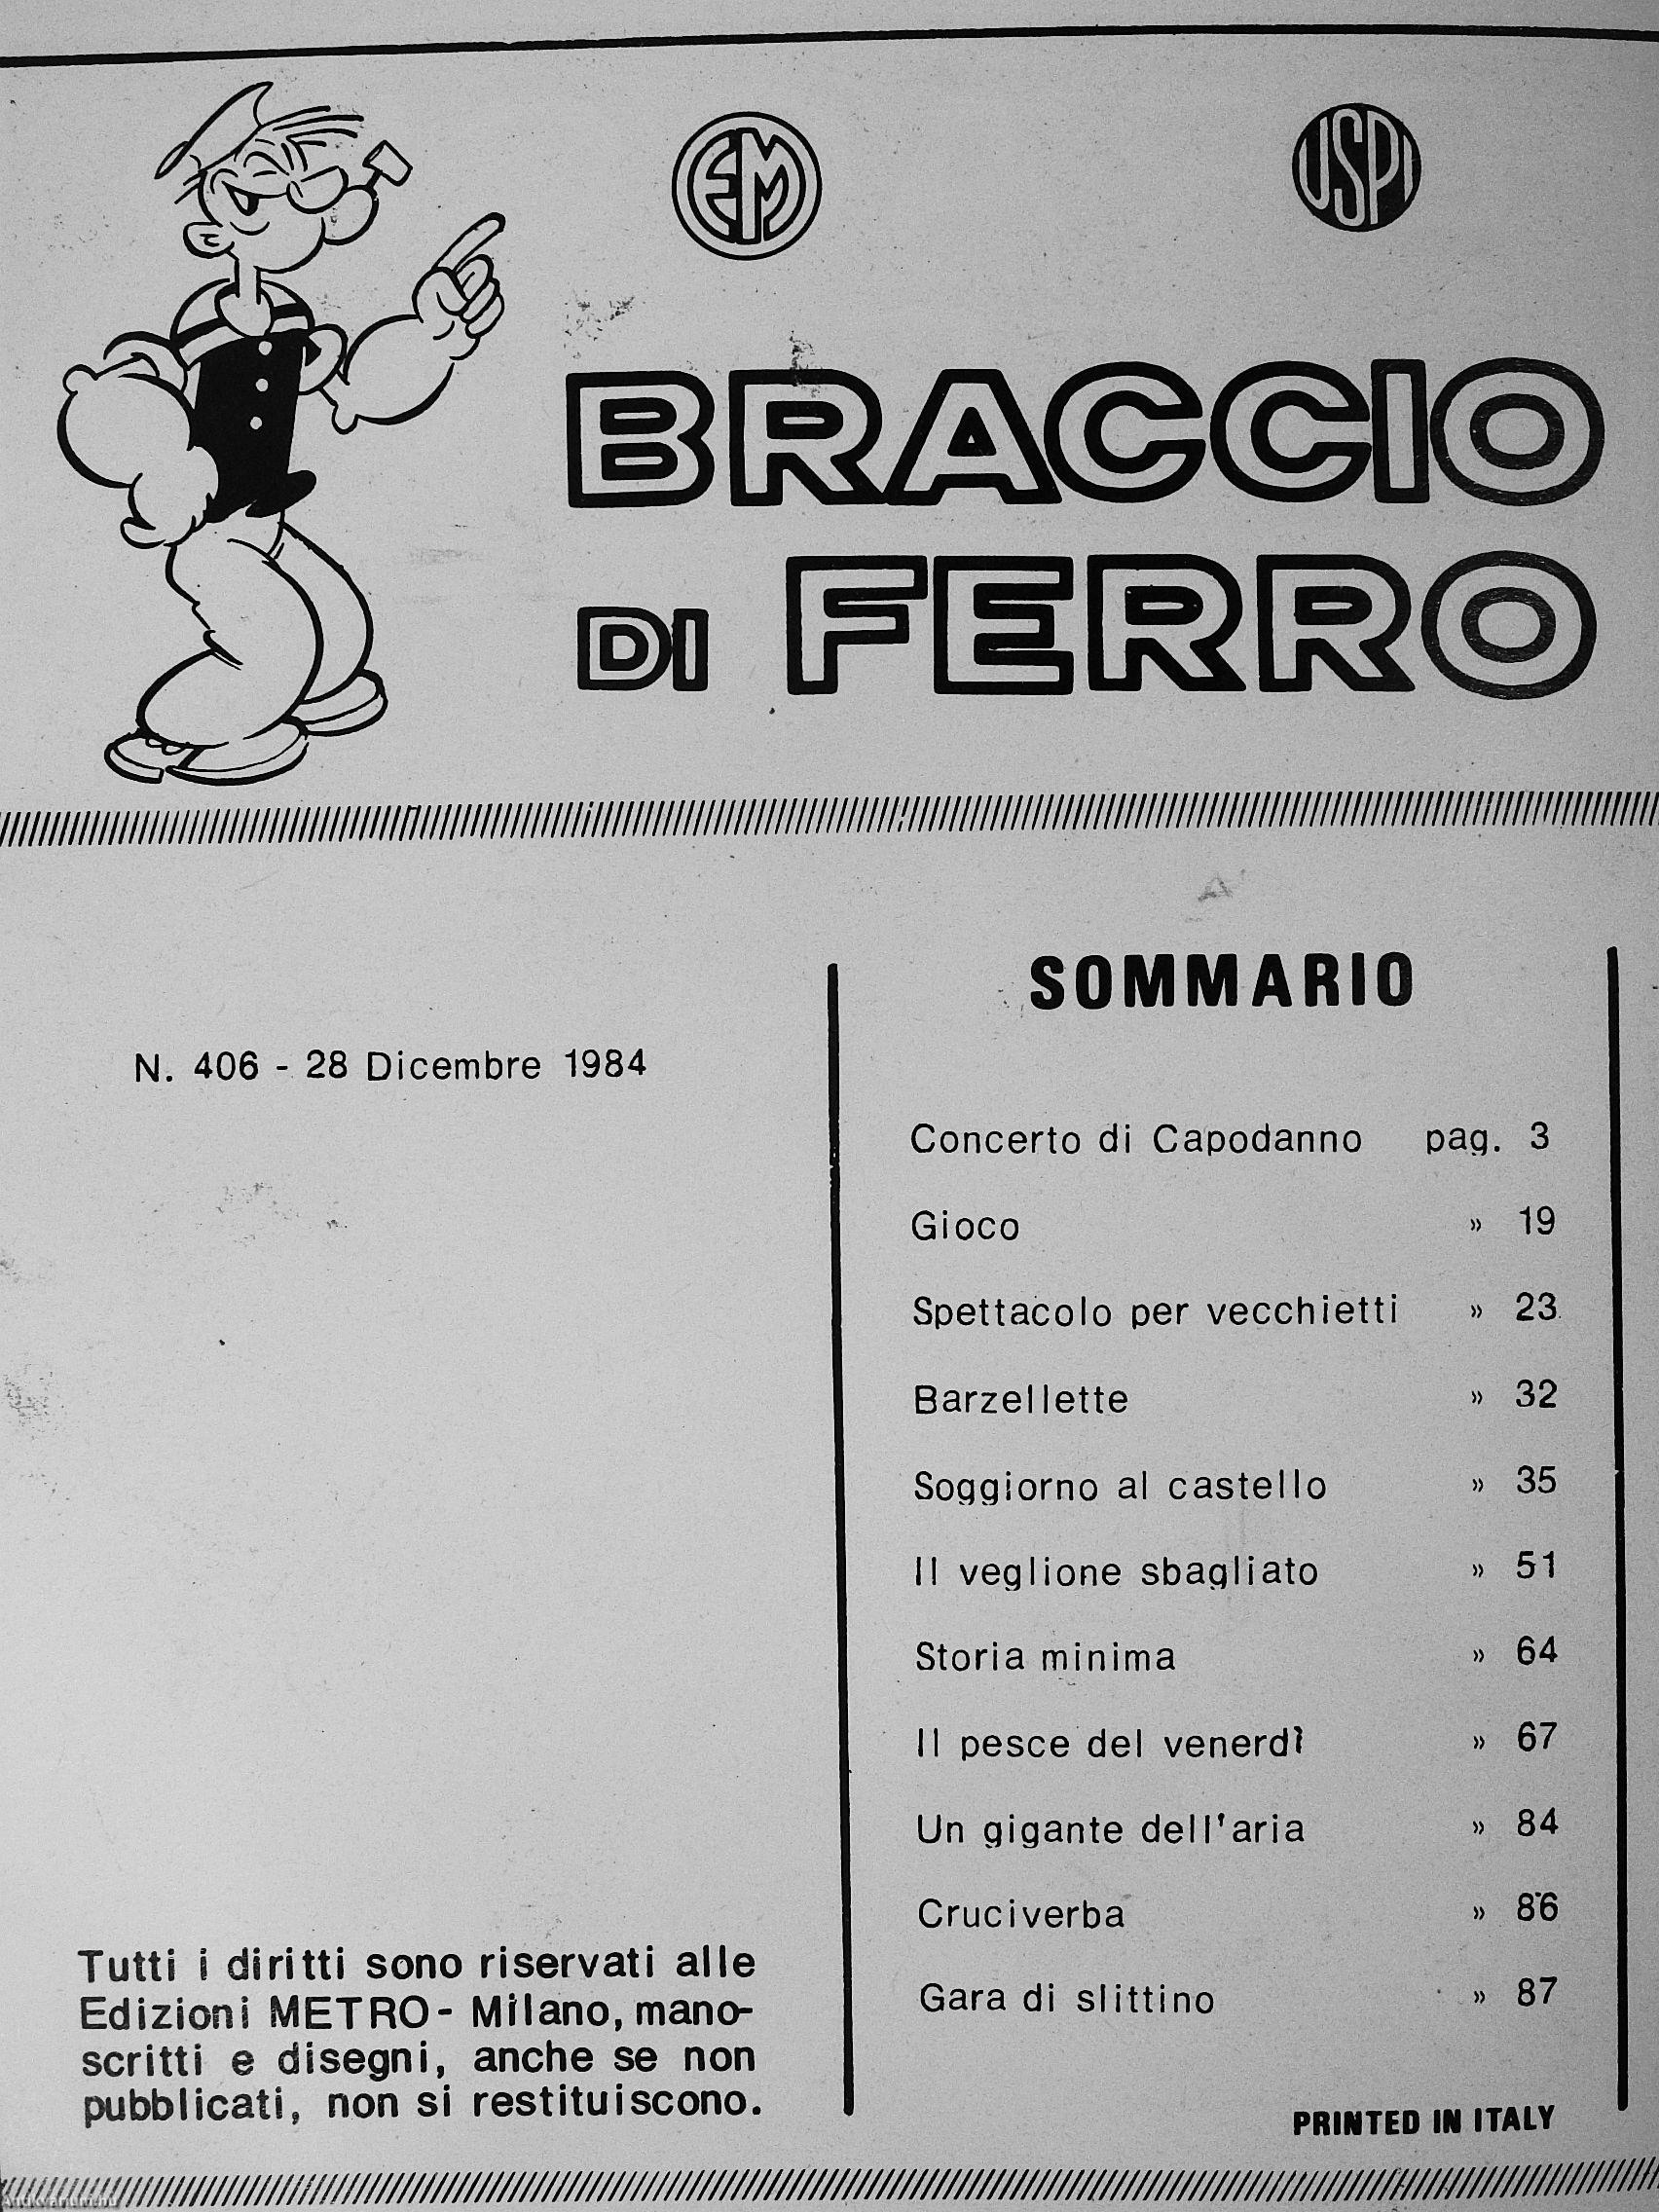 EM
USPI
BRACCIO
DI FERRO
N. 406 - 28 Dicembre 1984
SOMMARIO
Concerto di Capodanno pag. 3
Gioco » 19
Spettacolo per vecchietti » 23
Barzellette » 32
Soggiorno al castello » 35
Il veglione sbagliato » 51
Storia minima » 64
Il pesce del venerdì » 67
Un gigante dell'aria » 84
Cruciverba » 86
Gara di slittino » 87
Tutti i diritti sono riservati alle
Edizioni METRO - Milano, mano-
scritti e disegni, anche se non
pubblicati, non si restituiscono.
PRINTED IN ITALY
Antikvarium.hu